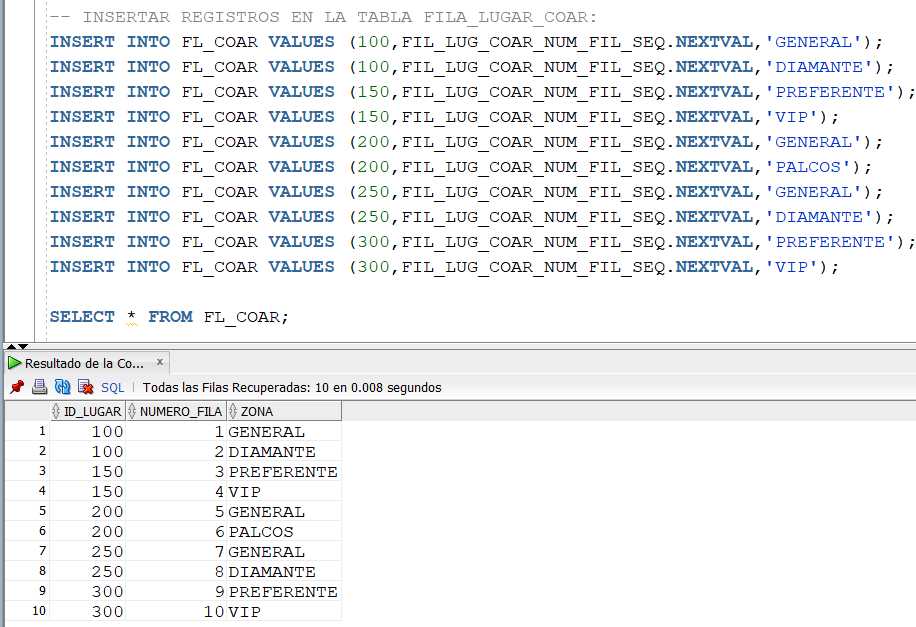 -- INSERTAR REGISTROS EN LA TABLA FILA_LUGAR_COAR:
INSERT INTO FL_COAR VALUES (100,FIL_LUG_COAR_NUM_FIL_SEQ.NEXTVAL,'GENERAL');
INSERT INTO FL_COAR VALUES (100,FIL_LUG_COAR_NUM_FIL_SEQ.NEXTVAL,'DIAMANTE');
INSERT INTO FL_COAR VALUES (150,FIL_LUG_COAR_NUM_FIL_SEQ.NEXTVAL,'PREFERENTE');
INSERT INTO FL_COAR VALUES (150,FIL_LUG_COAR_NUM_FIL_SEQ.NEXTVAL,'VIP');
INSERT INTO FL_COAR VALUES (200,FIL_LUG_COAR_NUM_FIL_SEQ.NEXTVAL,'GENERAL');
INSERT INTO FL_COAR VALUES (200,FIL_LUG_COAR_NUM_FIL_SEQ.NEXTVAL,'PALCOS');
INSERT INTO FL_COAR VALUES (250,FIL_LUG_COAR_NUM_FIL_SEQ.NEXTVAL,'GENERAL');
INSERT INTO FL_COAR VALUES (250,FIL_LUG_COAR_NUM_FIL_SEQ.NEXTVAL,'DIAMANTE');
INSERT INTO FL_COAR VALUES (300,FIL_LUG_COAR_NUM_FIL_SEQ.NEXTVAL,'PREFERENTE');
INSERT INTO FL_COAR VALUES (300,FIL_LUG_COAR_NUM_FIL_SEQ.NEXTVAL,'VIP');
SELECT * FROM FL_COAR;
Resultado de la Co... x
SQL | Todas las Filas Recuperadas: 10 en 0.008 segundos
ID_LUGAR NUMERO_FILA ZONA
1 100 1 GENERAL
2 100 2 DIAMANTE
3 150 3 PREFERENTE
4 150 4 VIP
5 200 5 GENERAL
6 200 6 PALCOS
7 250 7 GENERAL
8 250 8 DIAMANTE
9 300 9 PREFERENTE
10 300 10 VIP